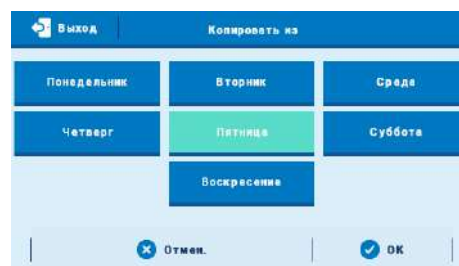 Выход Копировать из
Понедельник Вторник Среда
Четверг Пятница Суббота
Воскресение
Отмен. OK